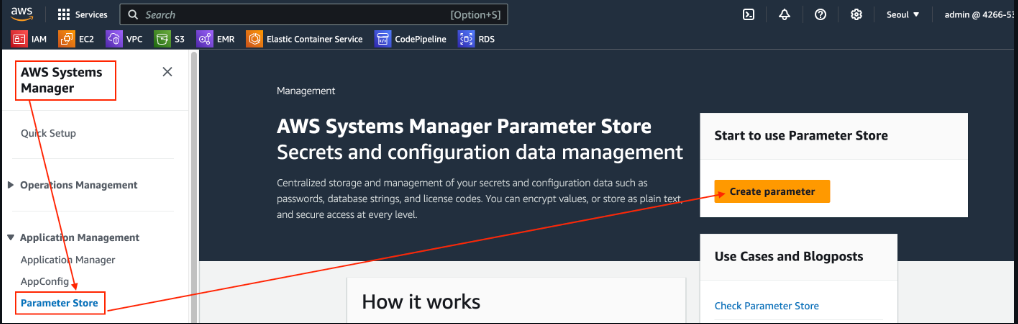 aws
Services
Search
[Option+S]
Seoul ▼
admin @ 4266-53
IAM
EC2
VPC
S3
EMR
Elastic Container Service
CodePipeline
RDS
AWS Systems
Manager
Quick Setup
Operations Management
Application Management
Application Manager
AppConfig
Parameter Store
Management
AWS Systems Manager Parameter Store
Secrets and configuration data management
Centralized storage and management of your secrets and configuration data such as
passwords, database strings, and license codes. You can encrypt values, or store as plain text,
and secure access at every level.
How it works
Start to use Parameter Store
Create parameter
Use Cases and Blogposts
Check Parameter Store